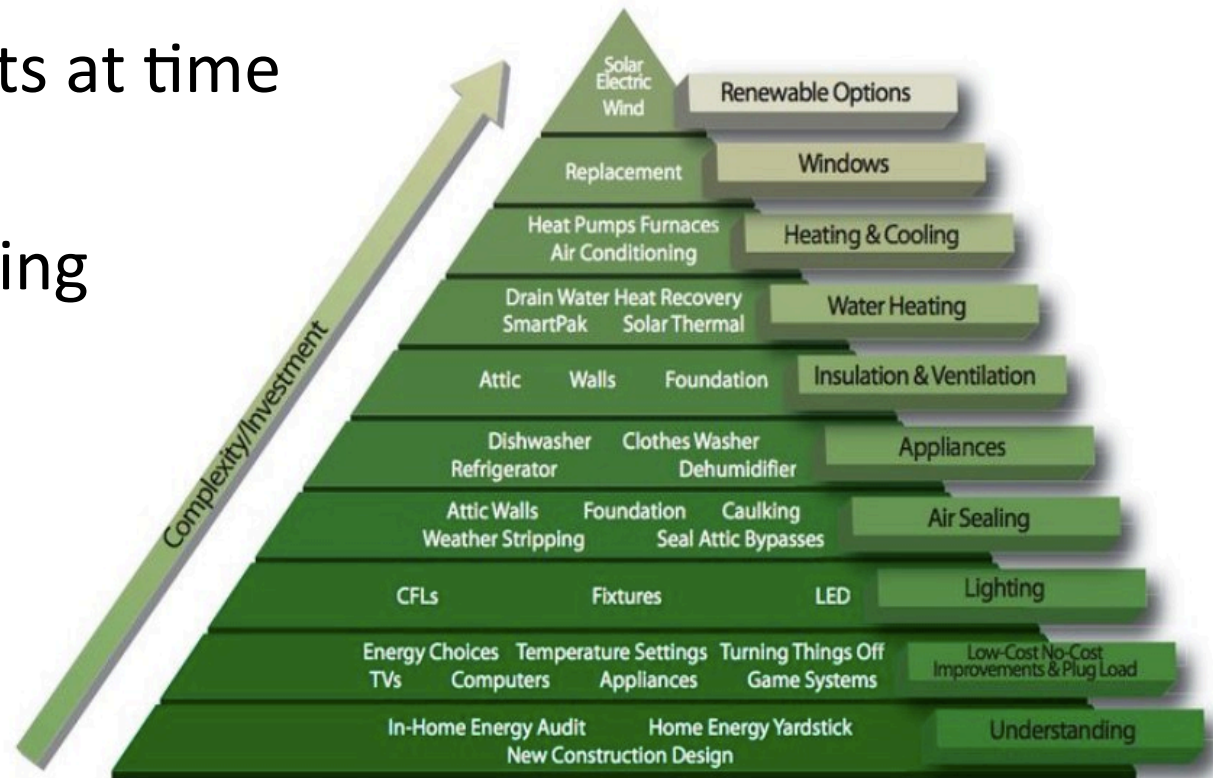 ts at time
ing
Complexity/Investment
Solar
Electric
Wind
Renewable Options
Replacement
Windows
Heat Pumps Furnaces
Air Conditioning
Heating & Cooling
Drain Water Heat Recovery
SmartPak Solar Thermal
Water Heating
Attic Walls Foundation
Insulation & Ventilation
Dishwasher Clothes Washer
Refrigerator Dehumidifier
Appliances
Attic Walls Foundation Caulking
Weather Stripping Seal Attic Bypasses
Air Sealing
CFLs Fixtures LED
Lighting
Energy Choices Temperature Settings Turning Things Off
TVs Computers Appliances Game Systems
Low-Cost No-Cost
Improvements & Plug Load
In-Home Energy Audit Home Energy Yardstick
New Construction Design
Understanding